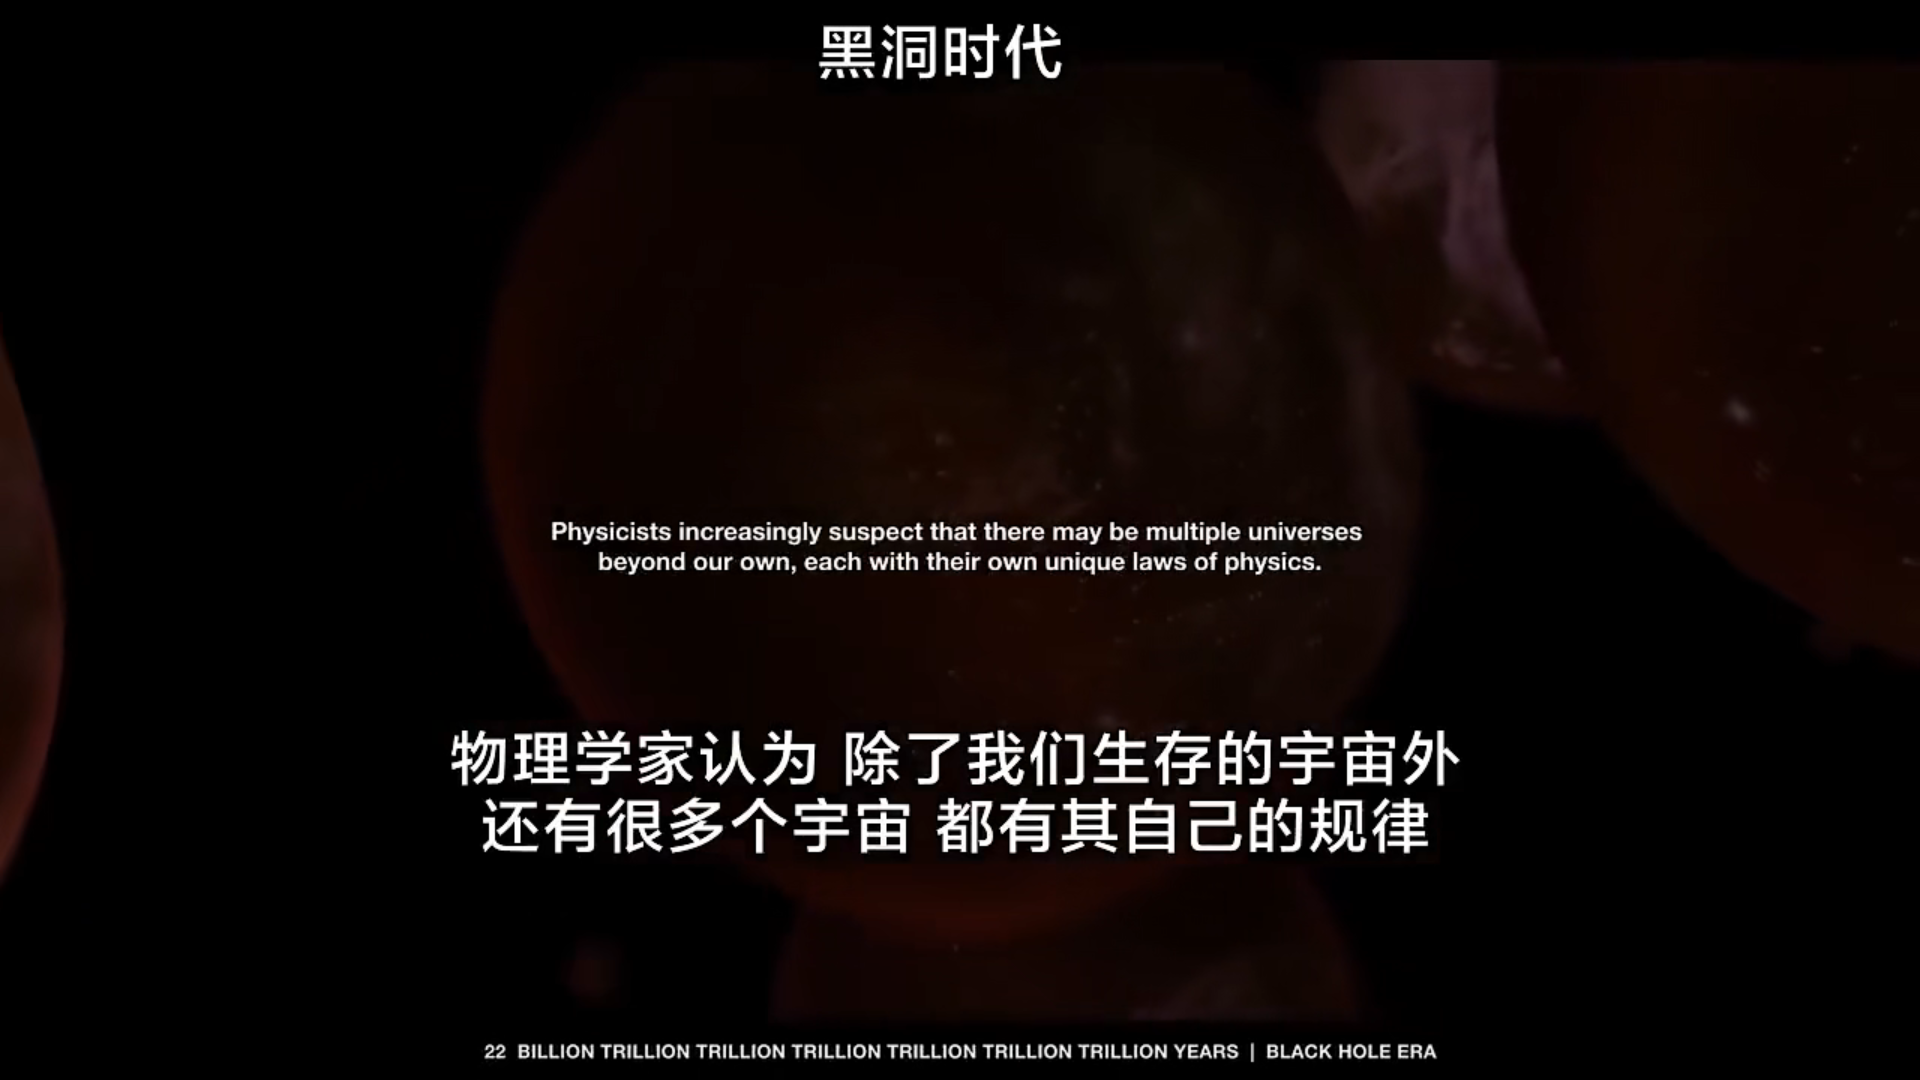 黑洞时代
Physicists increasingly suspect that there may be multiple universes
beyond our own, each with their own unique laws of physics.
物理学家认为 除了我们生存的宇宙外
还有很多个宇宙 都有其自己的规律
22 BILLION TRILLION TRILLION TRILLION TRILLION TRILLION TRILLION YEARS | BLACK HOLE ERA